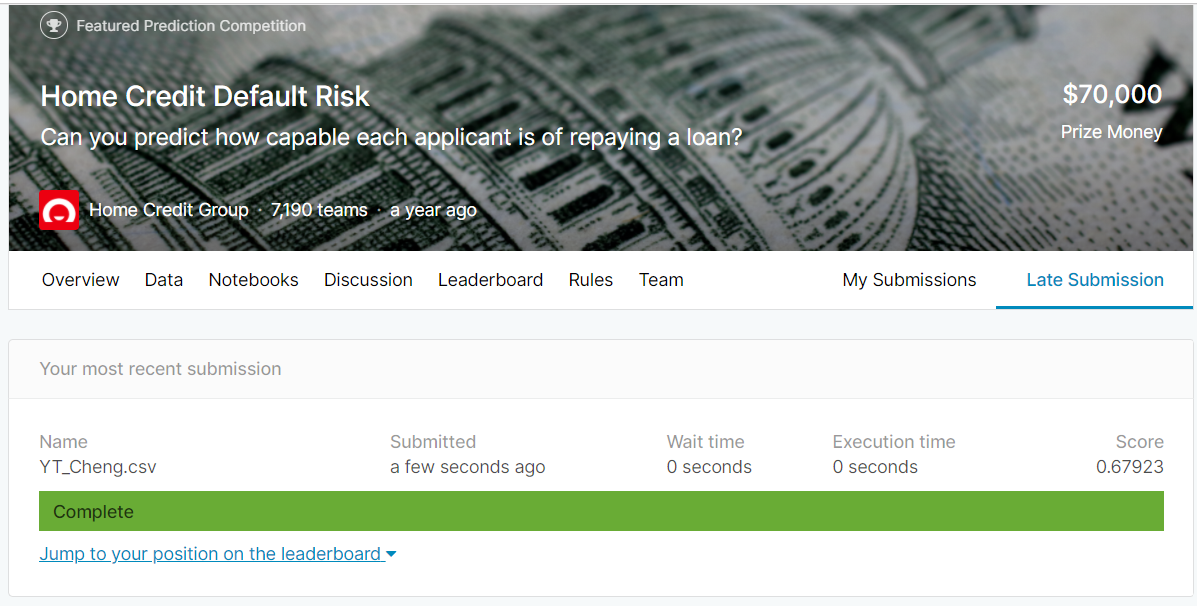 Featured Prediction Competition
Home Credit Default Risk
Can you predict how capable each applicant is of repaying a loan?
$70,000
Prize Money
Home Credit Group · 7,190 teams · a year ago
Overview Data Notebooks Discussion Leaderboard Rules Team My Submissions Late Submission
Your most recent submission
Name Submitted Wait time Execution time Score
YT_Cheng.csv a few seconds ago 0 seconds 0 seconds 0.67923
Complete
Jump to your position on the leaderboard